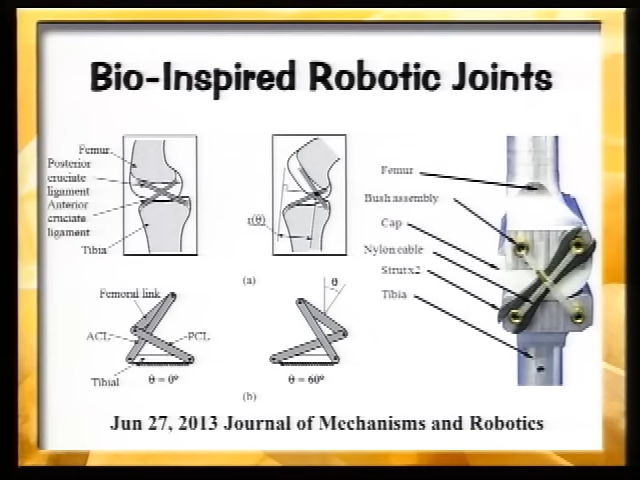 Bio-Inspired Robotic Joints
Femur
Posterior
cruciate
ligament
Anterior
cruciate
ligament
Tibia
r(θ)
(a)
Femoral link
ACL
PCL
Tibial
θ = 0º
θ
θ = 60º
(b)
Femur
Bush assembly
Cap
Nylon cable
Strut x2
Tibia
Jun 27, 2013 Journal of Mechanisms and Robotics